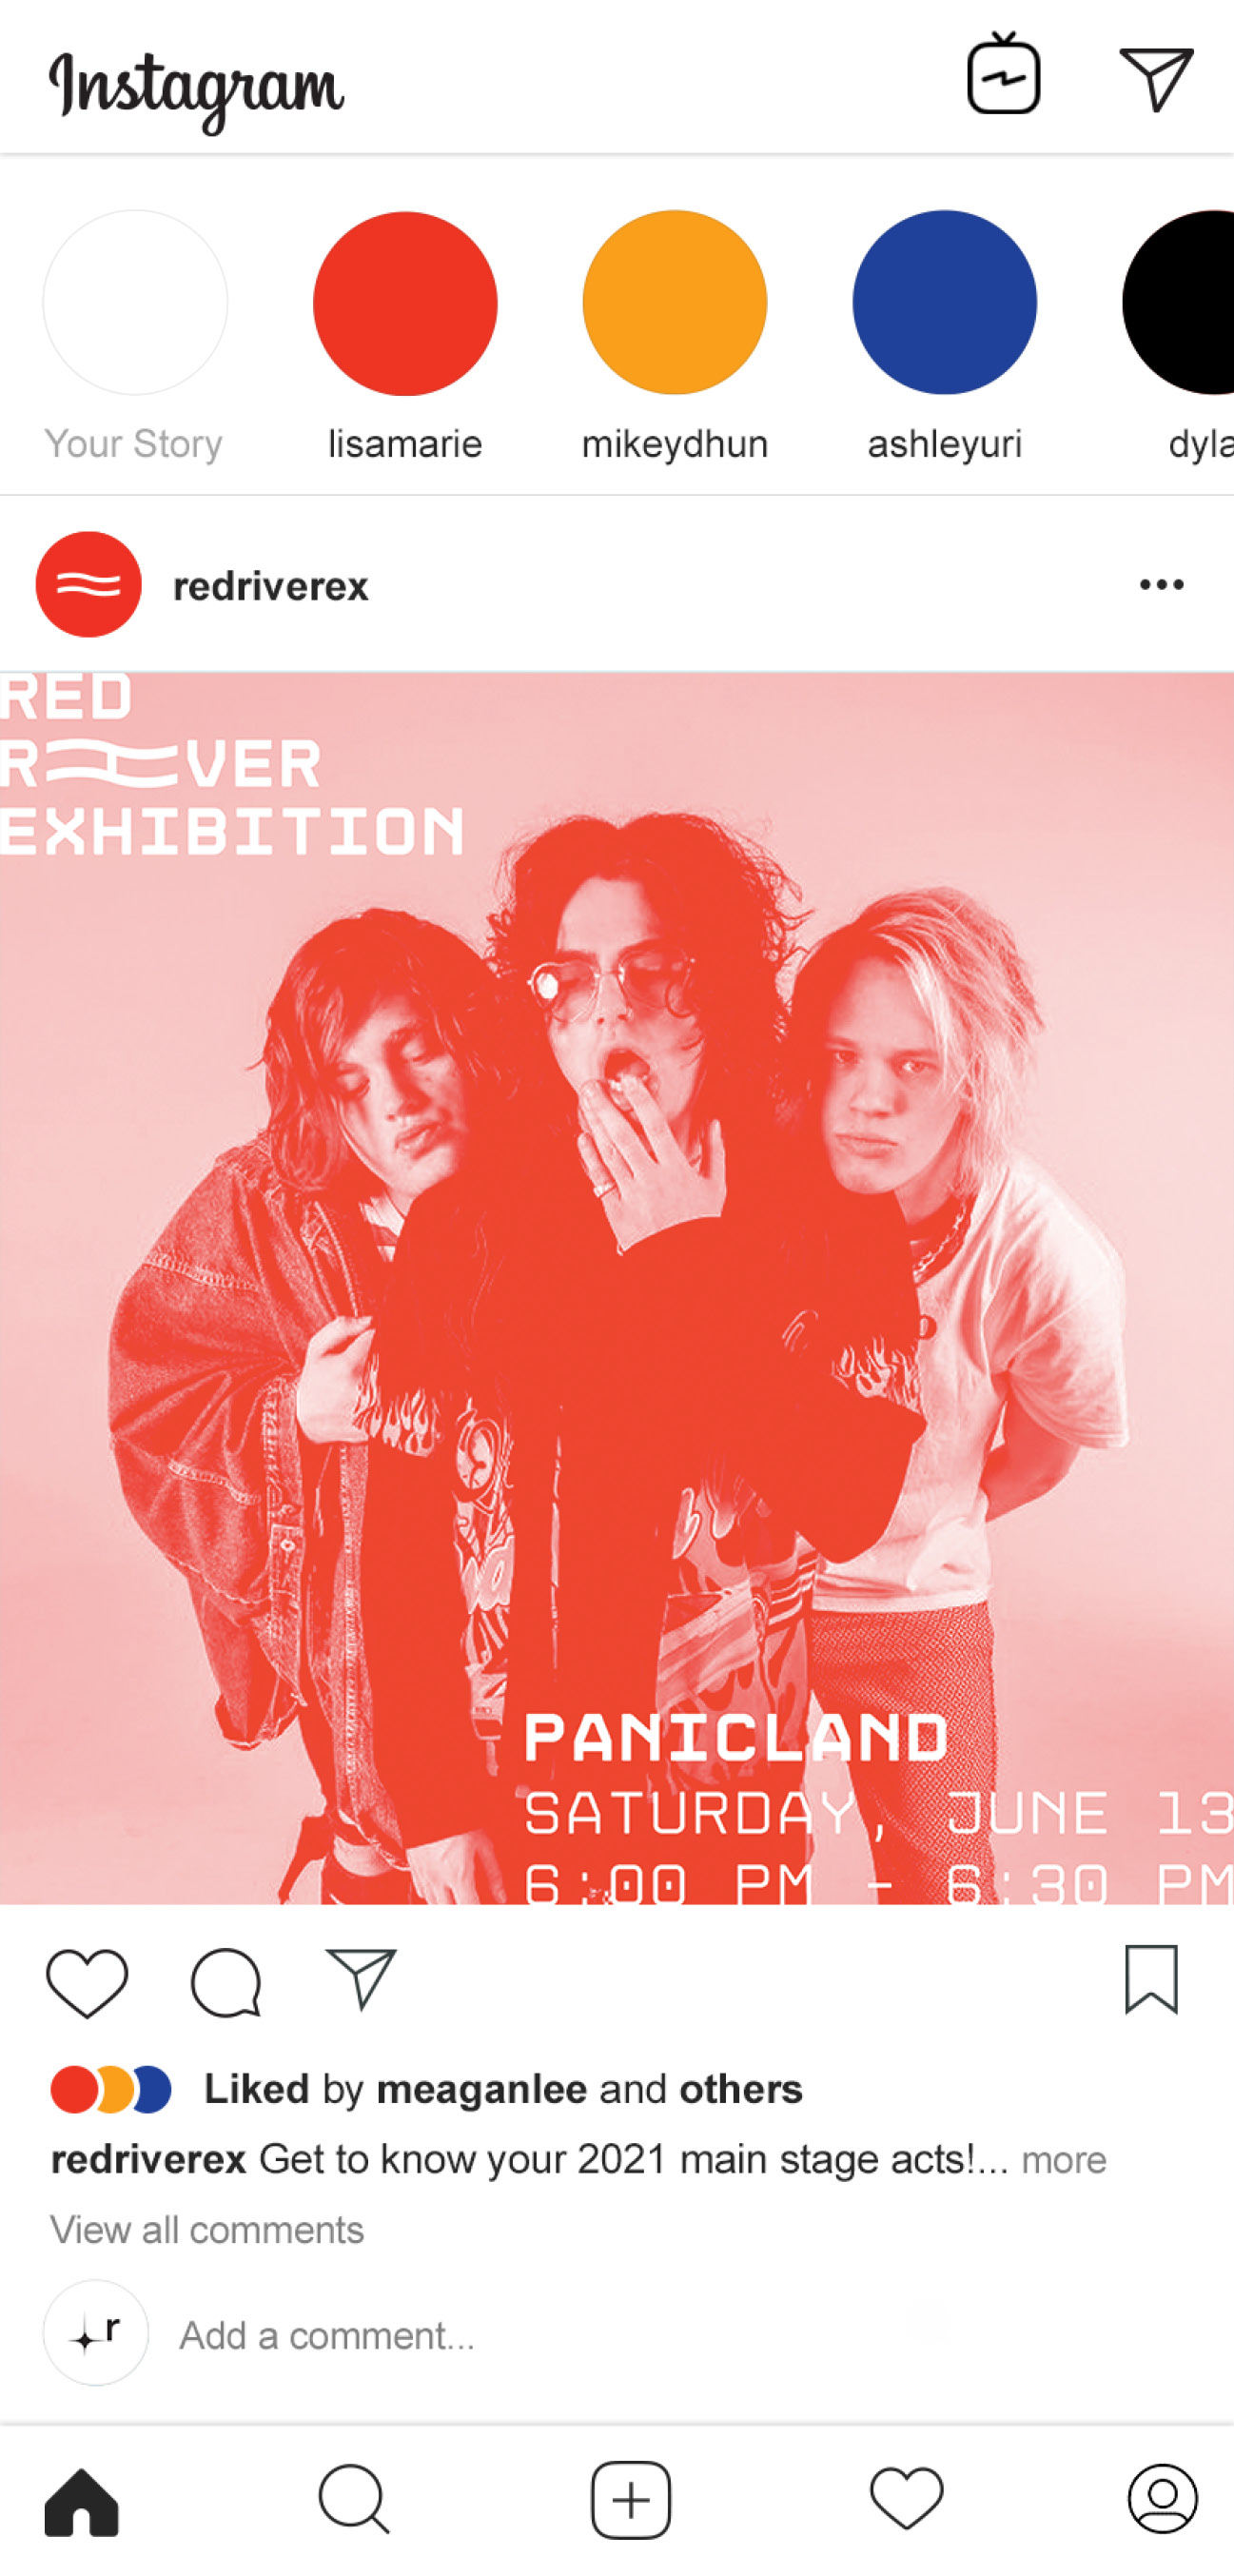 Instagram
Your Story
lisamarie
mikeydhun
ashleyuri
dyla
redriverex
RED
RIVER
EXHIBITION
PANICLAND
SATURDAY, JUNE 13
6:00 PM - 6:30 PM
Liked by meaganlee and others
redriverex Get to know your 2021 main stage acts!... more
View all comments
r
Add a comment...